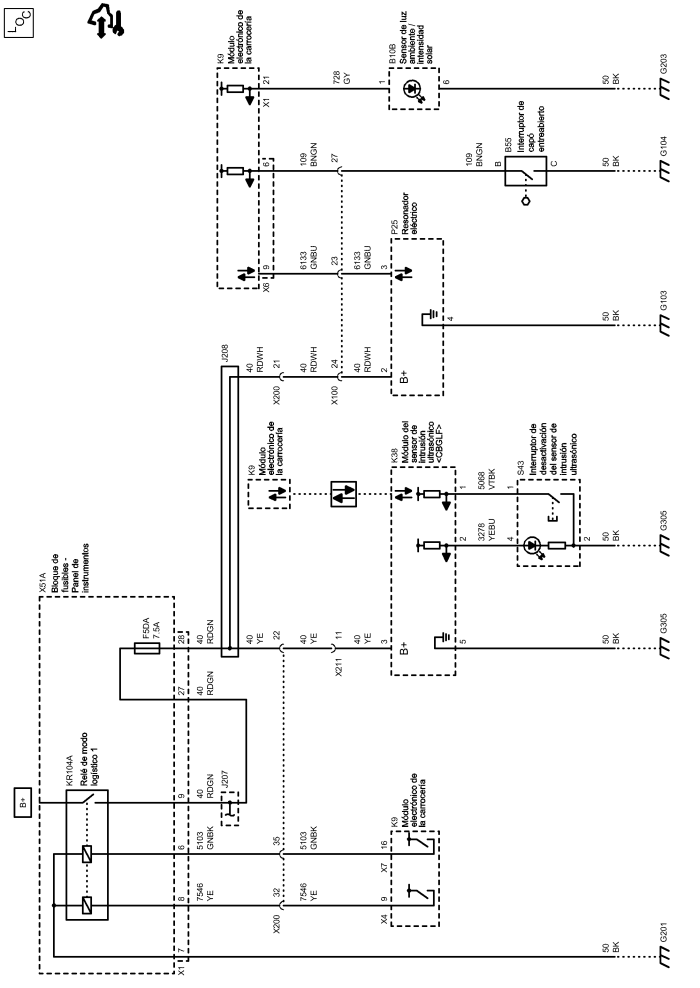 LOC
B+
X51A
Bloque de
fusibles -
Panel de
instrumentos
KR104A
Relé de modo
logístico 1
F5DA
7.5A
X1
7
8
6
9
27
28
7546
YE
5103
GNBK
40
RDGN
40
RDGN
40
RDGN
J207
J208
X200
32
35
22
7546
YE
5103
GNBK
40
YE
40
YE
X211
11
40
YE
X4
9
X7
16
K9
Módulo
electrónico de
la carrocería
K9
Módulo
electrónico de
la carrocería
3
B+
5
K38
Módulo del
sensor de
intrusión
ultrasónico
<CBGLF>
2
1
3278
YEBU
5068
VTBK
4
1
2
S43
Interruptor de
desactivación
del sensor de
intrusión
ultrasónico
40
RDWH
X200
21
40
RDWH
X100
24
40
RDWH
2
B+
4
3
P25
Resonador
eléctrico
K9
Módulo
electrónico de
la carrocería
X6
9
6
X1
21
6133
GNBU
23
6133
GNBU
109
BNGN
27
109
BNGN
B
C
B55
Interruptor de
capó
entreabierto
728
GY
1
6
B10B
Sensor de luz
ambiente /
intensidad
solar
50
BK
G201
50
BK
G305
50
BK
G305
50
BK
G103
50
BK
G104
50
BK
G203